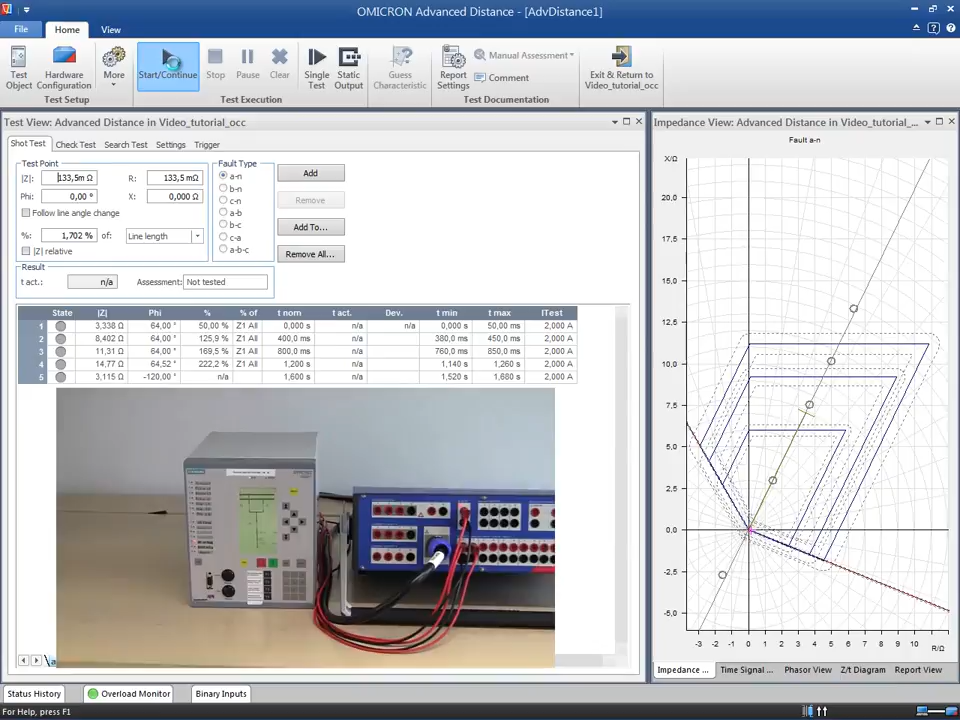 OMICRON Advanced Distance - [AdvDistance1]
File Home View
Test Object
Hardware Configuration
More
Start/Continue
Stop
Pause
Clear
Single Test
Static Output
Guess Characteristic
Report Settings
Manual Assessment
Comment
Exit & Return to Video_tutorial_occ
Test Setup
Test Execution
Test Documentation
Test View: Advanced Distance in Video_tutorial_occ
Shot Test Check Test Search Test Settings Trigger
Test Point
|Z|: 133,5m Ω R: 133,5 mΩ
Phi: 0,00 ° X: 0,000 Ω
Follow line angle change
%: 1,702 % of: Line length
|Z| relative
Fault Type
a-n
b-n
c-n
a-b
b-c
c-a
a-b-c
Add
Remove
Add To...
Remove All...
Result
t act.: n/a Assessment: Not tested
State |Z| Phi % % of t nom t act. Dev. t min t max ITest
1 3,338 Ω 64,00 ° 50,00 % Z1 All 0,000 s n/a n/a 0,000 s 50,00 ms 2,000 A
2 8,402 Ω 64,00 ° 125,9 % Z1 All 400,0 ms n/a 380,0 ms 450,0 ms 2,000 A
3 11,31 Ω 64,00 ° 169,5 % Z1 All 800,0 ms n/a 760,0 ms 850,0 ms 2,000 A
4 14,77 Ω 64,52 ° 222,2 % Z1 All 1,200 s n/a 1,140 s 1,260 s 2,000 A
5 3,115 Ω -120,00 ° n/a 1,600 s n/a 1,520 s 1,680 s 2,000 A
Impedance View: Advanced Distance in Video_tutorial_...
Fault a-n
X/Ω
20,0
17,5
15,0
12,5
10,0
7,5
5,0
2,5
0,0
-2,5
-5,0
-3 -2 -1 0 1 2 3 4 5 6 7 8 9 10
R/Ω
Impedance ... Time Signal ... Phasor View Z/t Diagram Report View
Status History Overload Monitor Binary Inputs
For Help, press F1